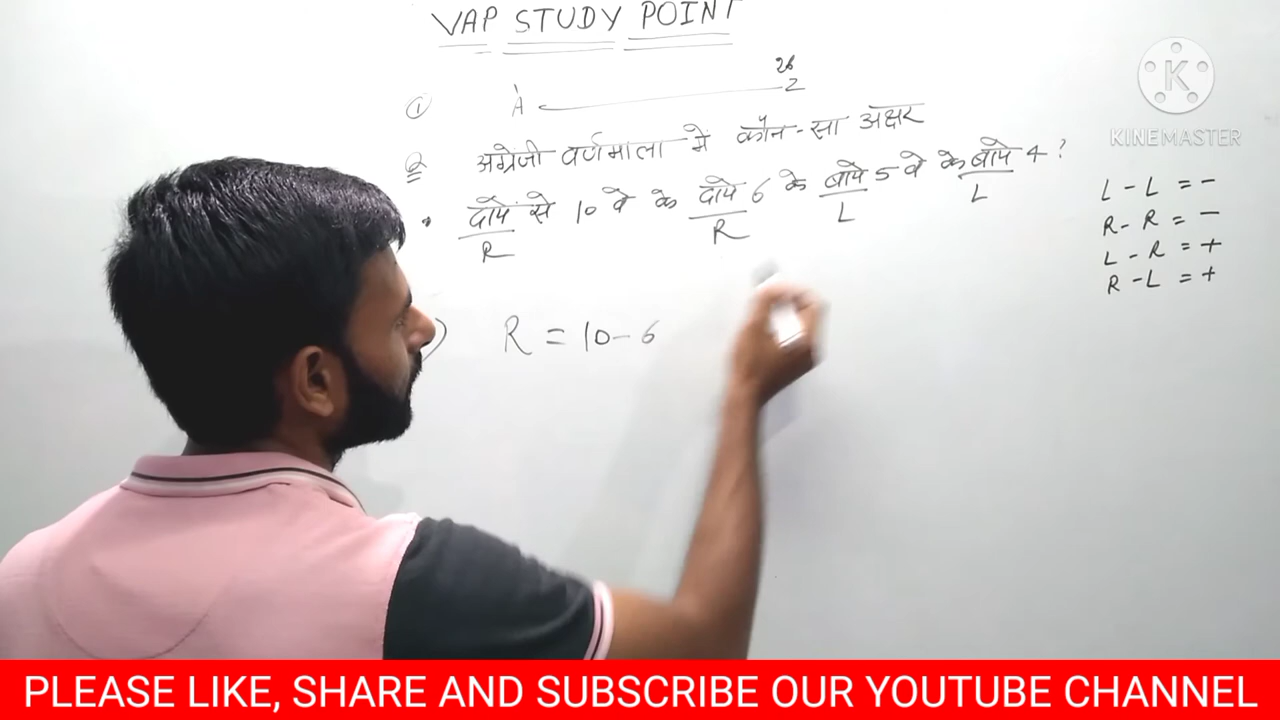 VAP STUDY POINT
① A 26 Z
Q अंग्रेजी वर्णमाला में कौन-सा अक्षर
दांयें से 10 वे के दांये 6 के बांये 5 वे के बांये 4 ?
R R L L
L - L = -
R - R = -
L - R = +
R - L = +
) R = 10 - 6
KINEMASTER
PLEASE LIKE, SHARE AND SUBSCRIBE OUR YOUTUBE CHANNEL